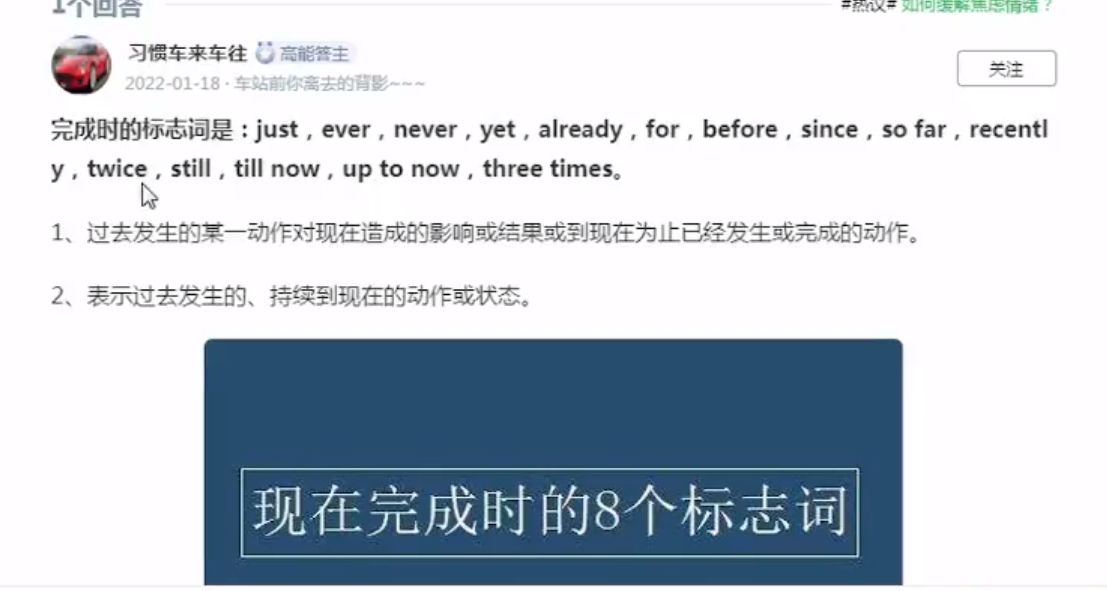 1个回答
#热议# 如何缓解焦虑情绪？
习惯车来车往 高能答主
2022-01-18 · 车站前你离去的背影~~~
关注
完成时的标志词是：just，ever，never，yet，already，for，before，since，so far，recentl
y，twice，still，till now，up to now，three times。
1、过去发生的某一动作对现在造成的影响或结果或到现在为止已经发生或完成的动作。
2、表示过去发生的、持续到现在的动作或状态。
现在完成时的8个标志词